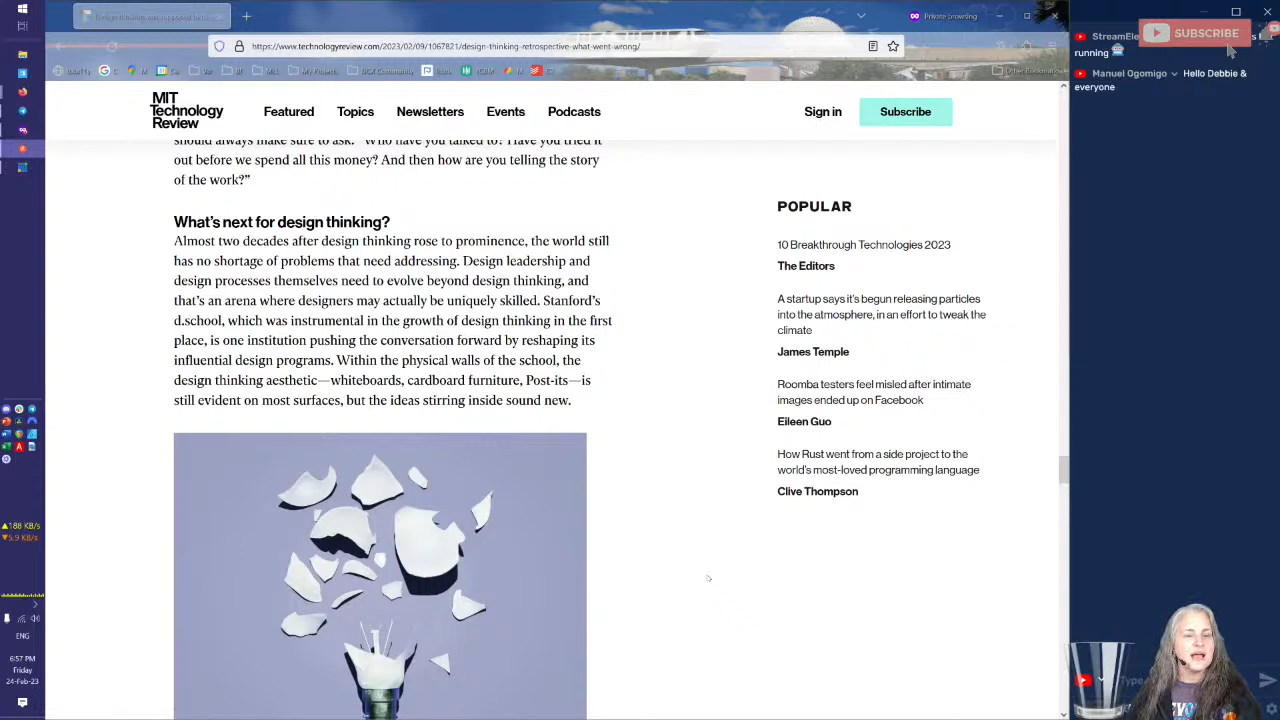 Private browsing
https://www.technologyreview.com/2023/02/09/1067821/design-thinking-retrospective-what-went-wrong/
My Projects
Other Bookmarks
MIT
Technology
Review
Featured
Topics
Newsletters
Events
Podcasts
Sign in
Subscribe
should always make sure to ask: "Who have you talked to? Have you tried it
out before we spend all this money? And then how are you telling the story
of the work?”
What’s next for design thinking?
Almost two decades after design thinking rose to prominence, the world still
has no shortage of problems that need addressing. Design leadership and
design processes themselves need to evolve beyond design thinking, and
that’s an arena where designers may actually be uniquely skilled. Stanford’s
d.school, which was instrumental in the growth of design thinking in the first
place, is one institution pushing the conversation forward by reshaping its
influential design programs. Within the physical walls of the school, the
design thinking aesthetic—whiteboards, cardboard furniture, Post-its—is
still evident on most surfaces, but the ideas stirring inside sound new.
POPULAR
10 Breakthrough Technologies 2023
The Editors
A startup says it’s begun releasing particles
into the atmosphere, in an effort to tweak the
climate
James Temple
Roomba testers feel misled after intimate
images ended up on Facebook
Eileen Guo
How Rust went from a side project to the
world’s most-loved programming language
Clive Thompson
SUBSCRIBE
running
Manuel Ogomigo Hello Debbie &
everyone
188 KB/s
5.9 KB/s
ENG
6:57 PM
Friday
24-Feb-23